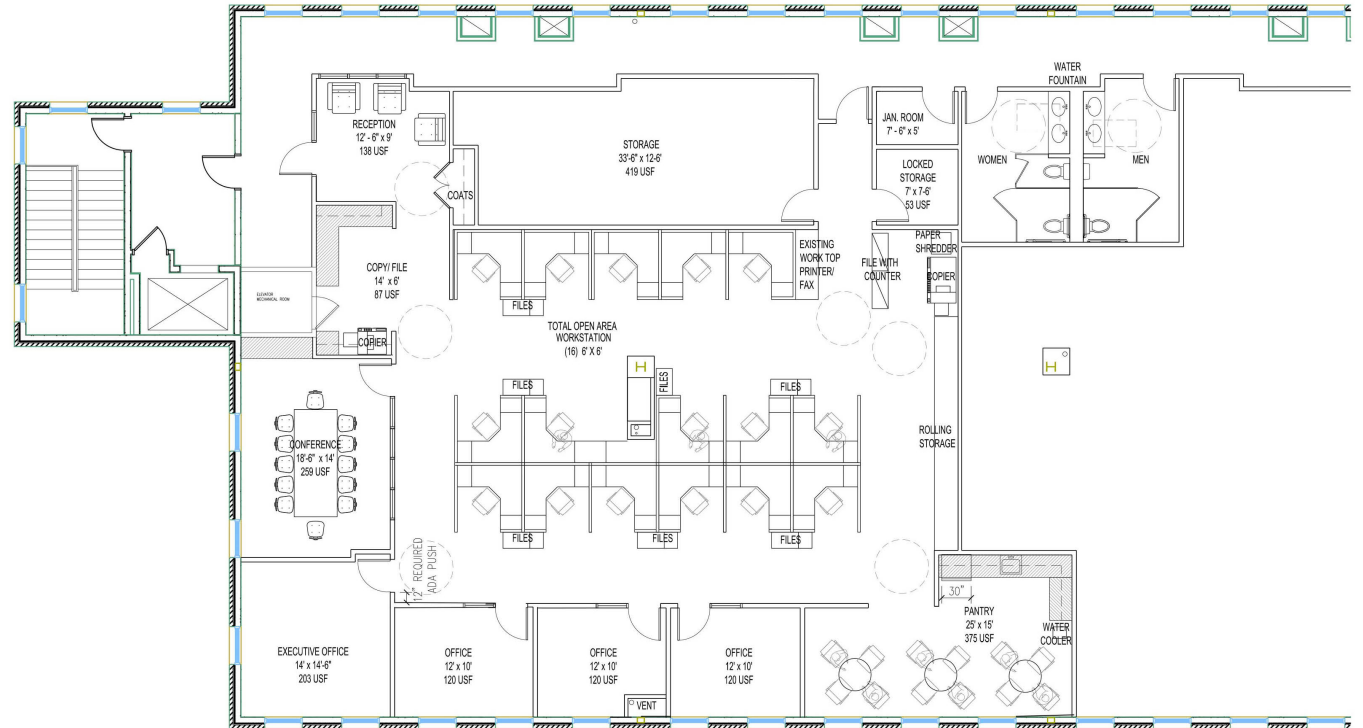 WATER
FOUNTAIN
RECEPTION
12' - 6" x 9'
138 USF
STORAGE
33'-6" x 12-6'
419 USF
JAN. ROOM
7' - 6" x 5'
WOMEN
MEN
LOCKED
STORAGE
7' x 7-6'
53 USF
COATS
COPY/ FILE
14' x 6'
87 USF
COPIER
ELEVATOR
MECHANICAL ROOM
EXISTING
WORK TOP
PRINTER/
FAX
FILE WITH
COUNTER
PAPER
SHREDDER
COPIER
FILES
TOTAL OPEN AREA
WORKSTATION
(16) 6' X 6'
H
H
FILES
FILES
FILES
CONFERENCE
18'-6" x 14'
259 USF
ROLLING
STORAGE
FILES
FILES
FILES
12" REQUIRED
ADA PUSH
30"
PANTRY
25' x 15'
375 USF
WATER
COOLER
EXECUTIVE OFFICE
14' x 14'-6"
203 USF
OFFICE
12' x 10'
120 USF
OFFICE
12' x 10'
120 USF
OFFICE
12' x 10'
120 USF
VENT